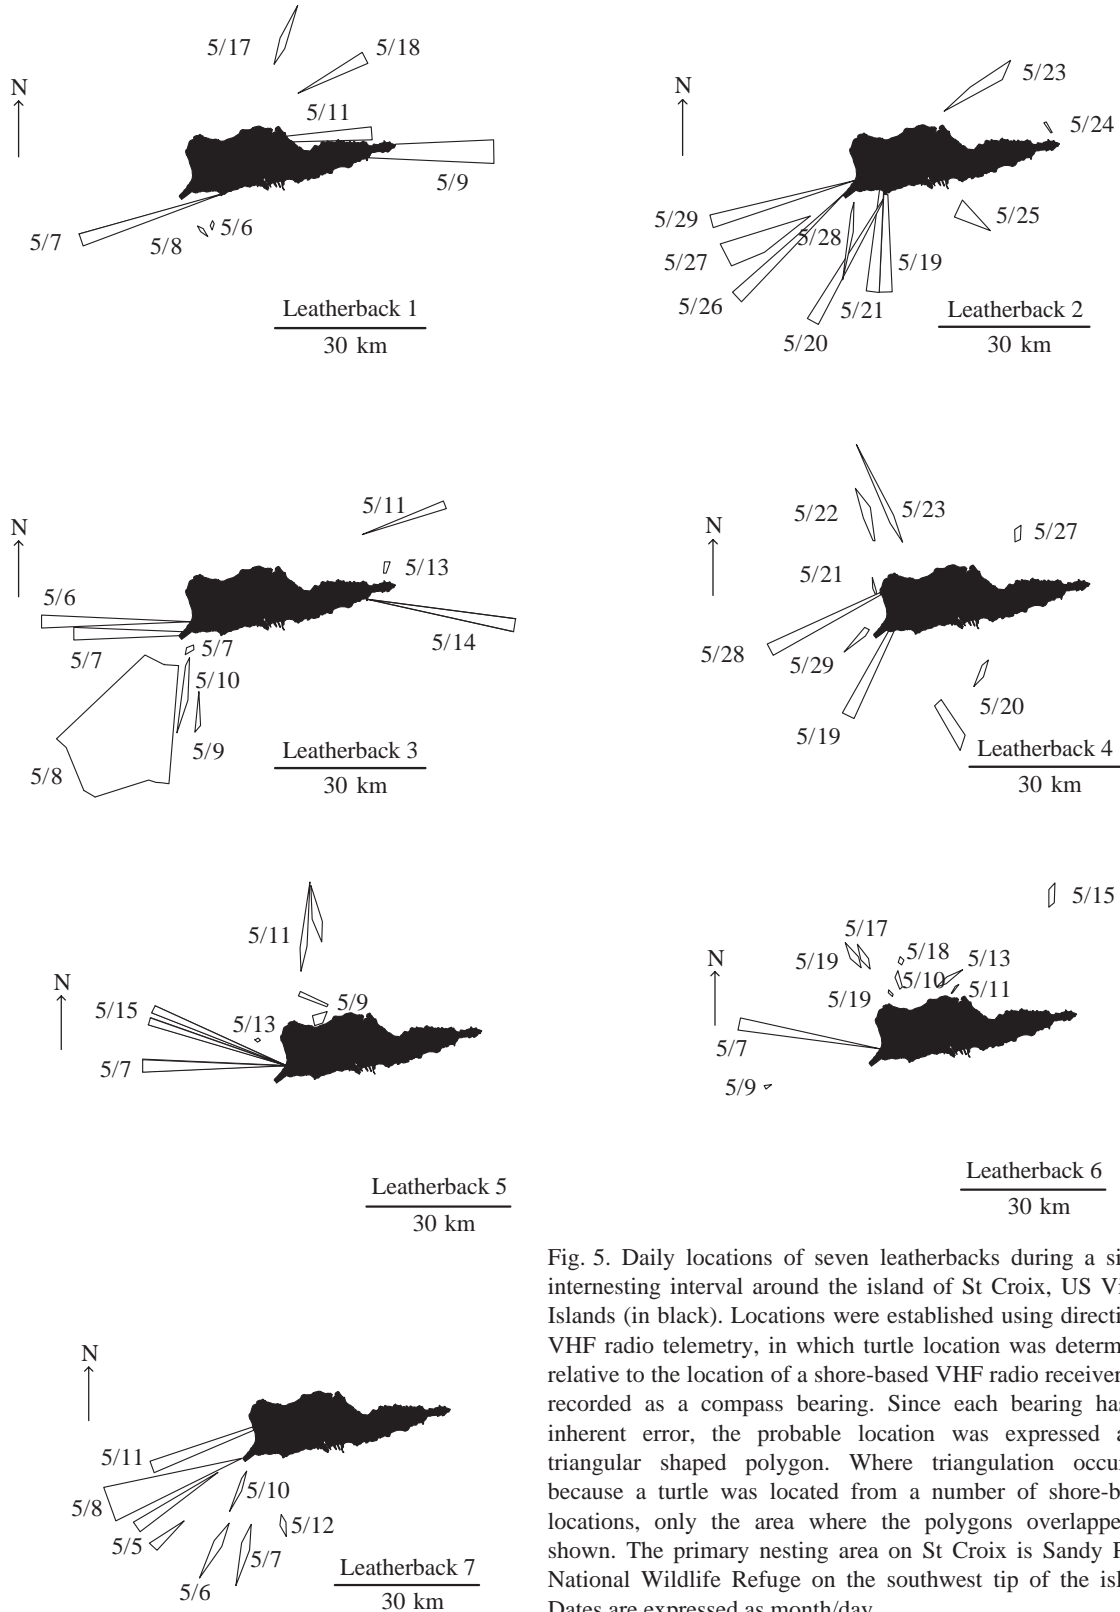 5/17
5/18
N
5/11
5/9
5/7
5/8
5/6
Leatherback 1
30 km
N
5/23
5/24
5/29
5/28
5/25
5/27
5/19
5/26
5/21
5/20
Leatherback 2
30 km
N
5/11
5/13
5/6
5/7
5/7
5/14
5/10
5/9
5/8
Leatherback 3
30 km
N
5/22
5/23
5/27
5/21
5/28
5/29
5/20
5/19
Leatherback 4
30 km
N
5/11
5/15
5/9
5/13
5/7
Leatherback 5
30 km
N
5/15
5/17
5/19
5/18
5/13
5/10
5/19
5/11
5/7
5/9
Leatherback 6
30 km
N
5/11
5/8
5/10
5/5
5/12
5/7
5/6
Leatherback 7
30 km
Fig. 5. Daily locations of seven leatherbacks during a si
internesting interval around the island of St Croix, US Vi
Islands (in black). Locations were established using directi
VHF radio telemetry, in which turtle location was determ
relative to the location of a shore-based VHF radio receiver
recorded as a compass bearing. Since each bearing has
inherent error, the probable location was expressed a
triangular shaped polygon. Where triangulation occur
because a turtle was located from a number of shore-b
locations, only the area where the polygons overlappe
shown. The primary nesting area on St Croix is Sandy P
National Wildlife Refuge on the southwest tip of the isl
Dates are expressed as month/day